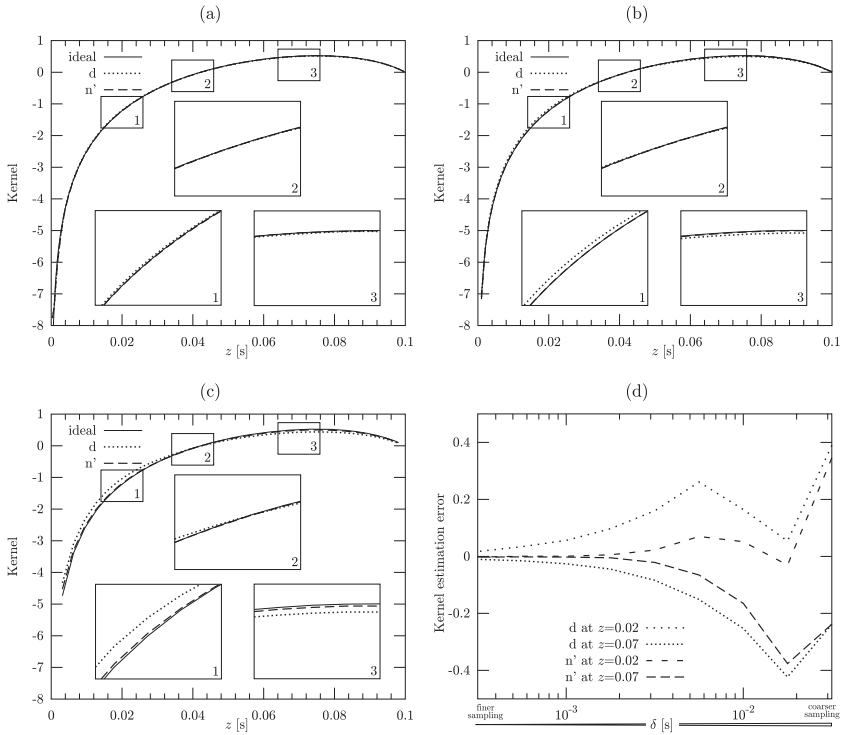 (a)
ideal
d
n'
1
2
3
2
1
3
1
0
-1
-2
-3
-4
-5
-6
-7
-8
Kernel
0
0.02
0.04
0.06
0.08
0.1
z [s]
(b)
ideal
d
n'
1
2
3
2
1
3
1
0
-1
-2
-3
-4
-5
-6
-7
-8
Kernel
0
0.02
0.04
0.06
0.08
0.1
z [s]
(c)
ideal
d
n'
1
2
3
2
1
3
1
0
-1
-2
-3
-4
-5
-6
-7
-8
Kernel
0
0.02
0.04
0.06
0.08
0.1
z [s]
(d)
0.4
0.2
0
-0.2
-0.4
Kernel estimation error
d at z=0.02
d at z=0.07
n' at z=0.02
n' at z=0.07
finer
sampling
10⁻³
10⁻²
coarser
sampling
δ [s]